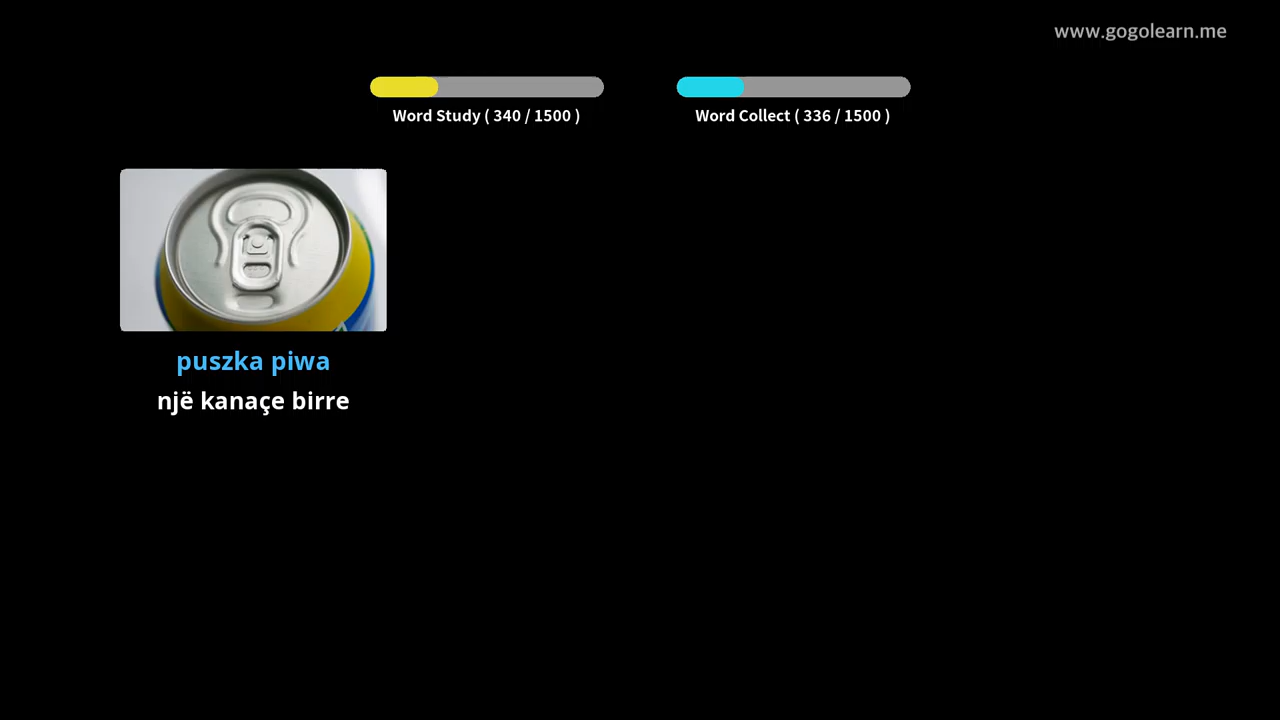 www.gogolearn.me
Word Study ( 340 / 1500 )
Word Collect ( 336 / 1500 )
puszka piwa
një kanaçe birre